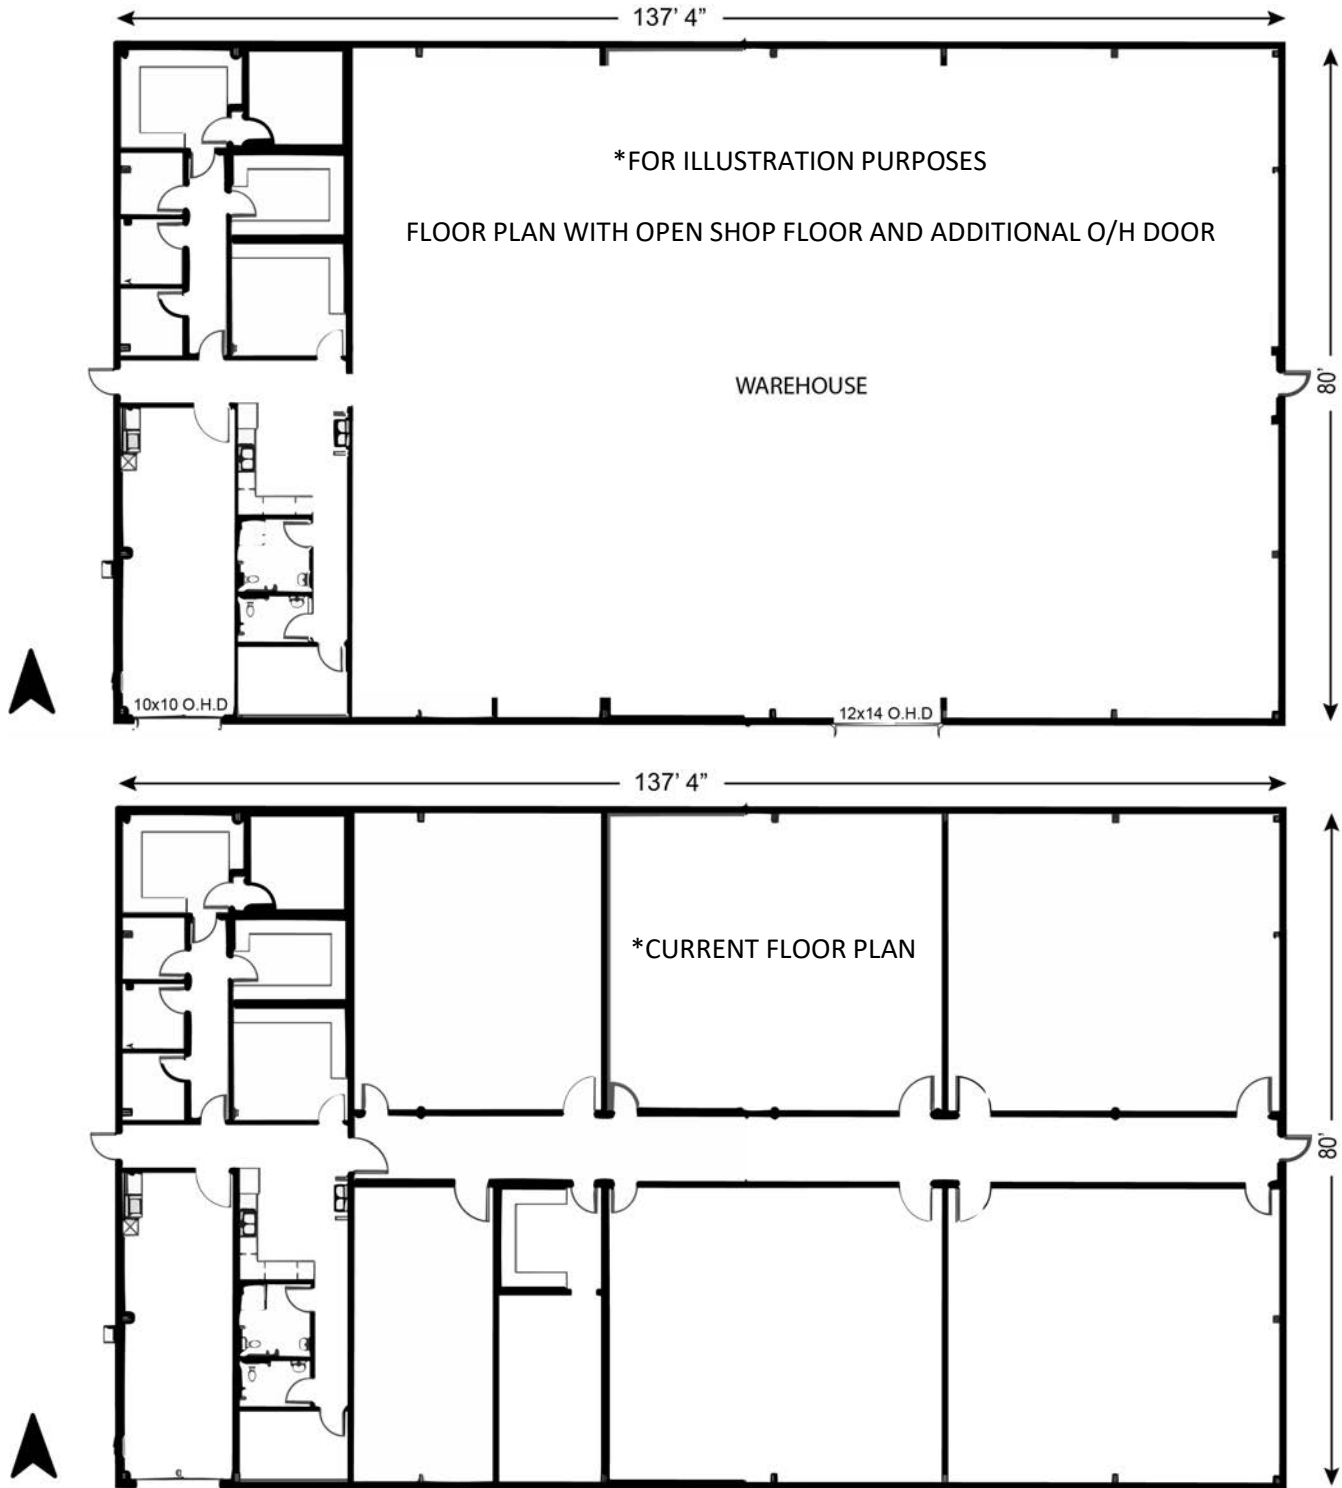 137' 4”
*FOR ILLUSTRATION PURPOSES
FLOOR PLAN WITH OPEN SHOP FLOOR AND ADDITIONAL O/H DOOR
WAREHOUSE
80'
10x10 O.H.D
12x14 O.H.D
137' 4”
*CURRENT FLOOR PLAN
80'